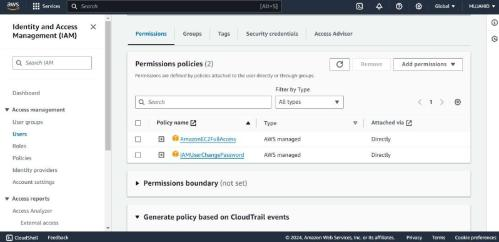 aws
Services
Search
[Alt+S]
Global
MUJAHID
Identity and Access
Management (IAM)
Search IAM
Dashboard
Access management
User groups
Users
Roles
Policies
Identity providers
Account settings
Access reports
Access Analyzer
External access
Permissions
Groups
Tags
Security credentials
Access Advisor
Permissions policies (2)
Remove
Add permissions
Permissions are defined by policies attached to the user directly or through groups.
Filter by Type
Search
All types
1
Policy name
Type
Attached via
AmazonEC2FullAccess
AWS managed
Directly
IAMUserChangePassword
AWS managed
Directly
Permissions boundary (not set)
Generate policy based on CloudTrail events
CloudShell
Feedback
© 2024, Amazon Web Services, Inc. or its affiliates.
Privacy
Terms
Cookie preferences